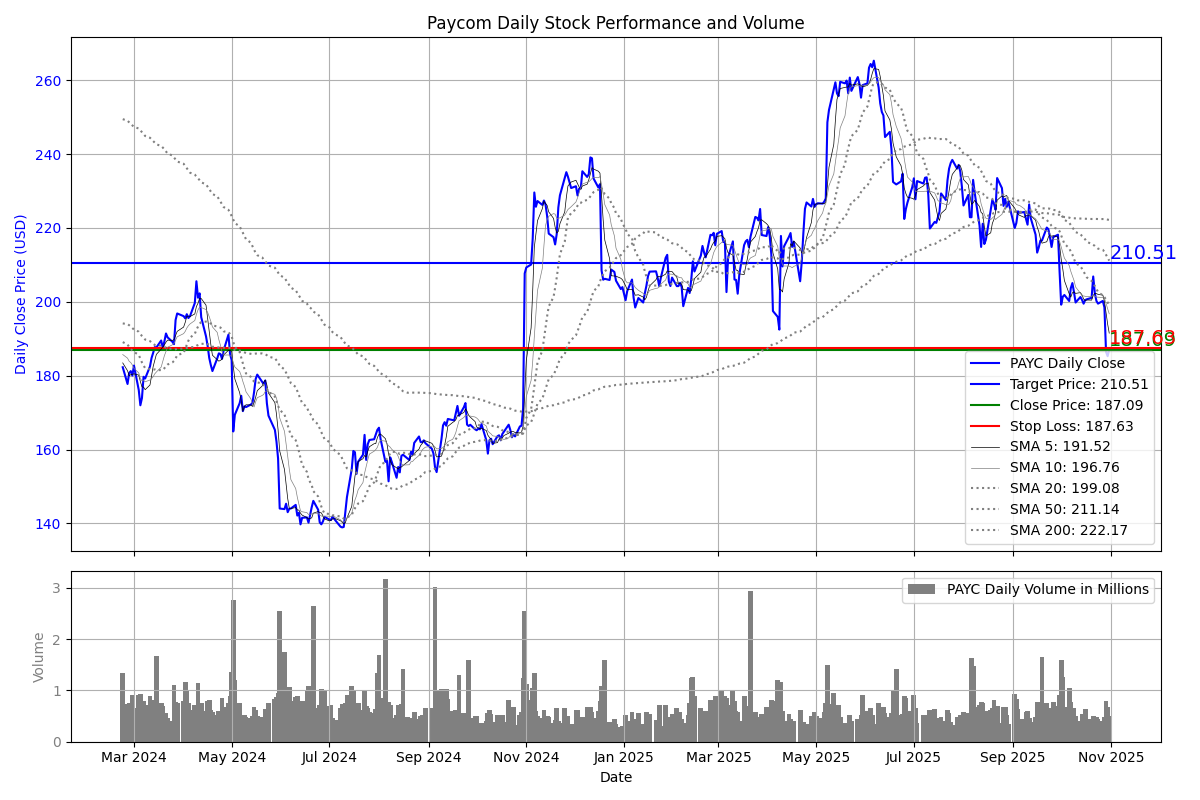 Paycom Daily Stock Performance and Volume
Daily Close Price (USD)
260
240
220
200
180
160
140
210.51
187.63
187.09
PAYC Daily Close
Target Price: 210.51
Close Price: 187.09
Stop Loss: 187.63
SMA 5: 191.52
SMA 10: 196.76
SMA 20: 199.08
SMA 50: 211.14
SMA 200: 222.17
Volume
3
2
1
0
PAYC Daily Volume in Millions
Mar 2024 May 2024 Jul 2024 Sep 2024 Nov 2024 Jan 2025 Mar 2025 May 2025 Jul 2025 Sep 2025 Nov 2025
Date